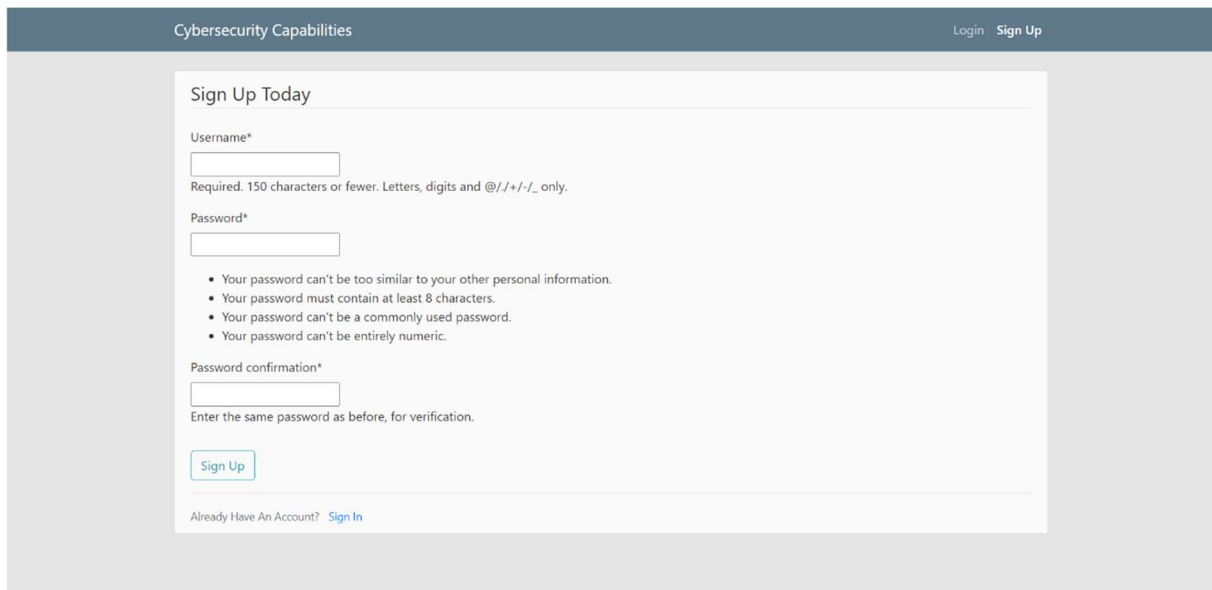 Cybersecurity Capabilities
Login Sign Up
Sign Up Today
Username*
Required. 150 characters or fewer. Letters, digits and @/./+/-/_ only.
Password*
• Your password can't be too similar to your other personal information.
• Your password must contain at least 8 characters.
• Your password can't be a commonly used password.
• Your password can't be entirely numeric.
Password confirmation*
Enter the same password as before, for verification.
Sign Up
Already Have An Account? Sign In